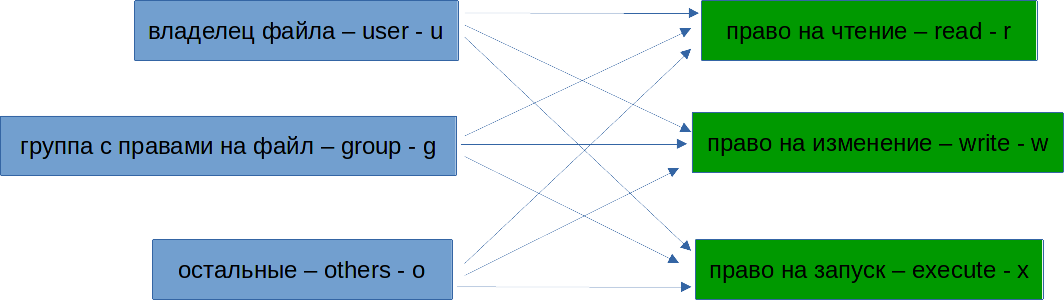 владелец файла – user - u
право на чтение – read - r
группа с правами на файл – group - g
право на изменение – write - w
остальные – others - o
право на запуск – execute - x